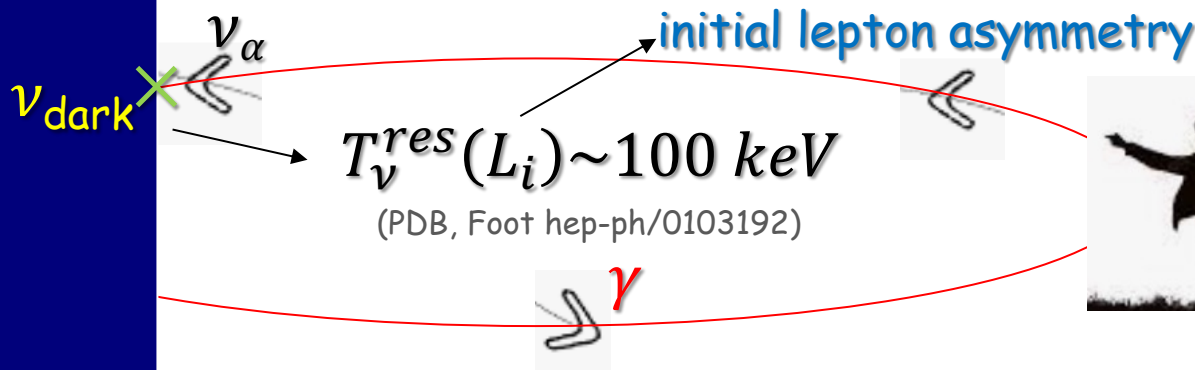 ν_α
initial lepton asymmetry
ν_dark
T_ν^res(L_i)~100 keV
(PDB, Foot hep-ph/0103192)
γ